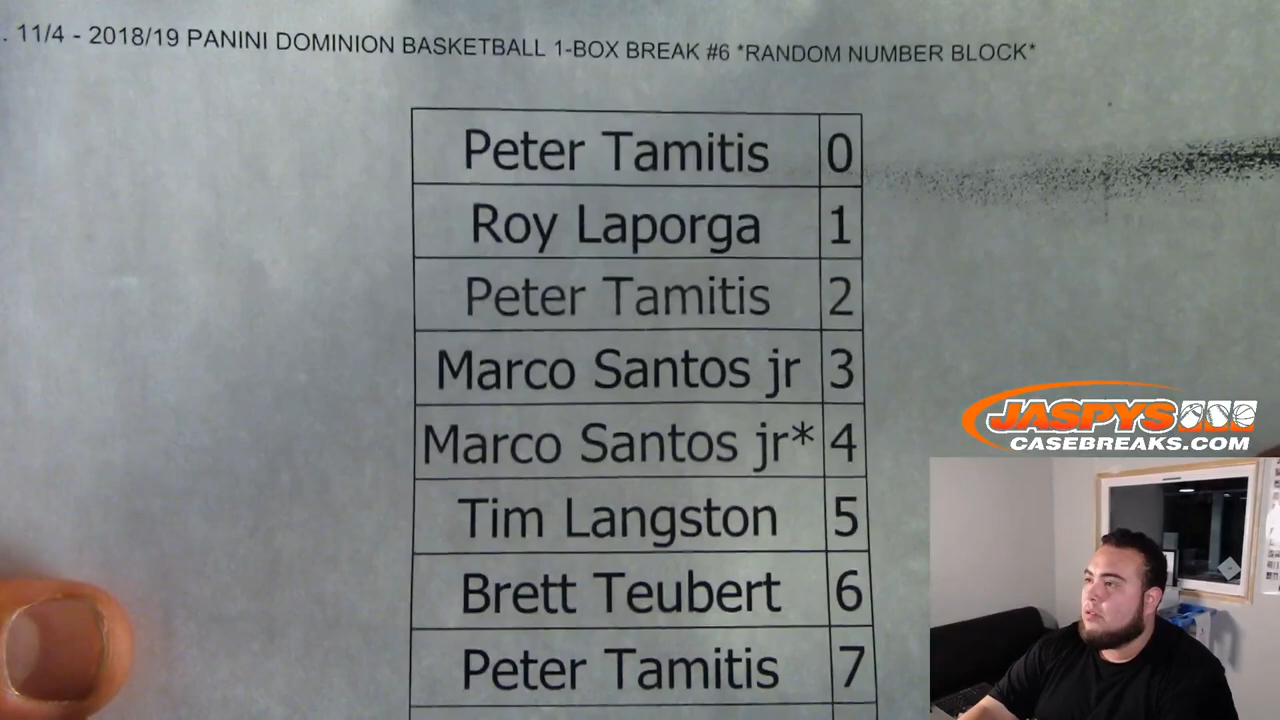 . 11/4 - 2018/19 PANINI DOMINION BASKETBALL 1-BOX BREAK #6 *RANDOM NUMBER BLOCK*
Peter Tamitis 0
Roy Laporga 1
Peter Tamitis 2
Marco Santos jr 3
Marco Santos jr* 4
Tim Langston 5
Brett Teubert 6
Peter Tamitis 7
JASPYS
CASEBREAKS.COM